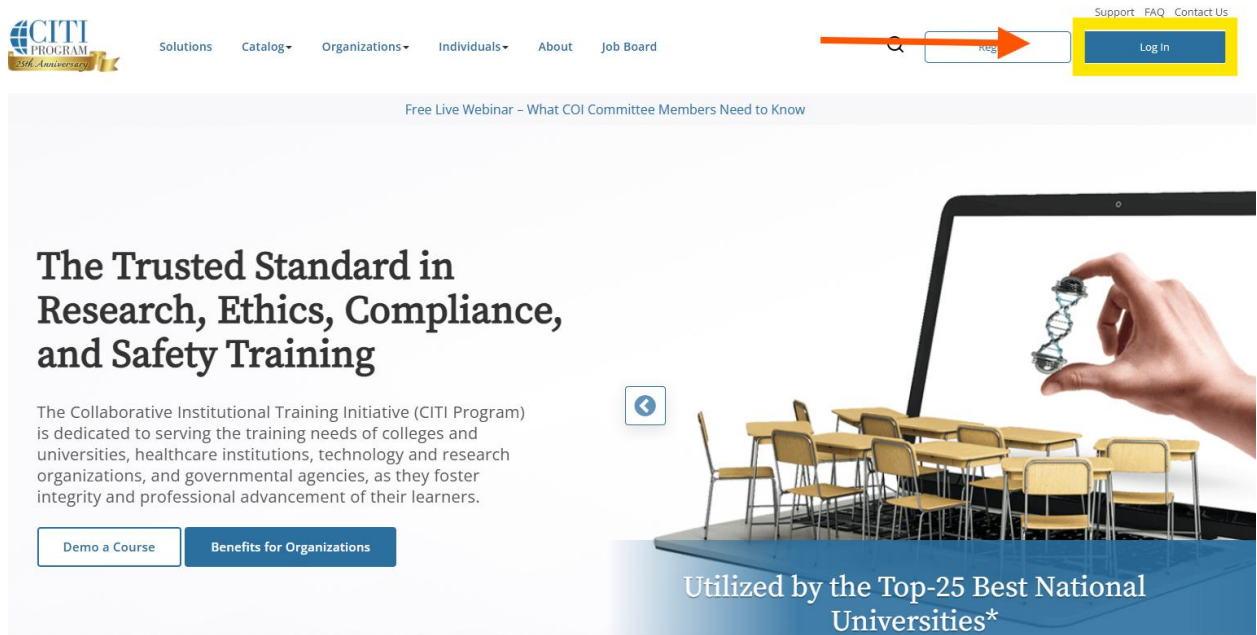 Support FAQ Contact Us
CITI
PROGRAM
25th Anniversary
Solutions Catalog Organizations Individuals About Job Board
Log In
Free Live Webinar – What COI Committee Members Need to Know
The Trusted Standard in
Research, Ethics, Compliance,
and Safety Training
The Collaborative Institutional Training Initiative (CITI Program)
is dedicated to serving the training needs of colleges and
universities, healthcare institutions, technology and research
organizations, and governmental agencies, as they foster
integrity and professional advancement of their learners.
Demo a Course Benefits for Organizations
Utilized by the Top-25 Best National
Universities*